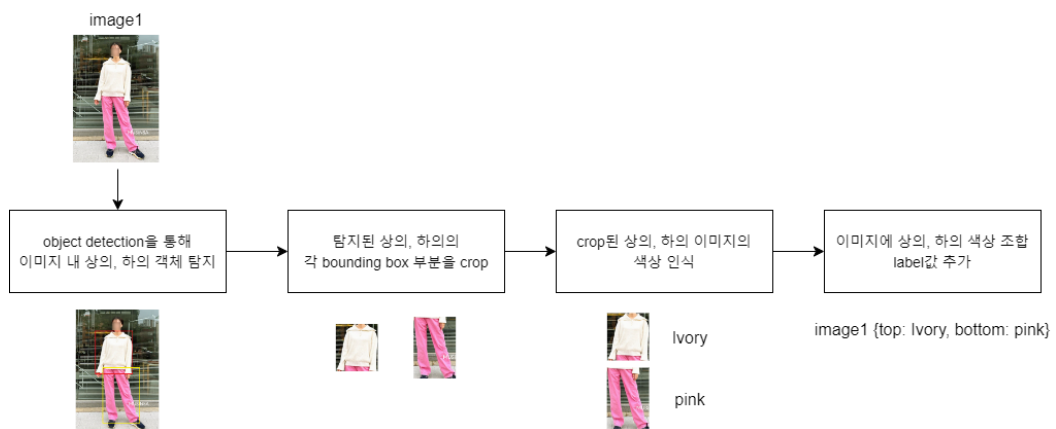 image1
object detection을 통해
이미지 내 상의, 하의 객체 탐지
탐지된 상의, 하의의
각 bounding box 부분을 crop
crop된 상의, 하의 이미지의
색상 인식
이미지에 상의, 하의 색상 조합
label값 추가
Ivory
pink
image1 {top: Ivory, bottom: pink}